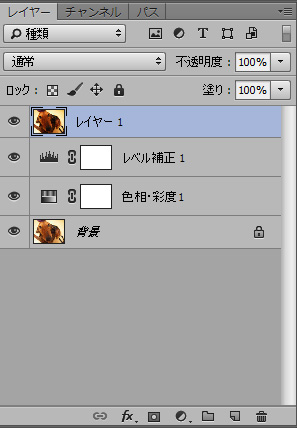 レイヤー チャンネル パス
種類 T
通常 不透明度： 100%
ロック： 塗り： 100%
レイヤー 1
レベル補正 1
色相・彩度 1
背景
fx